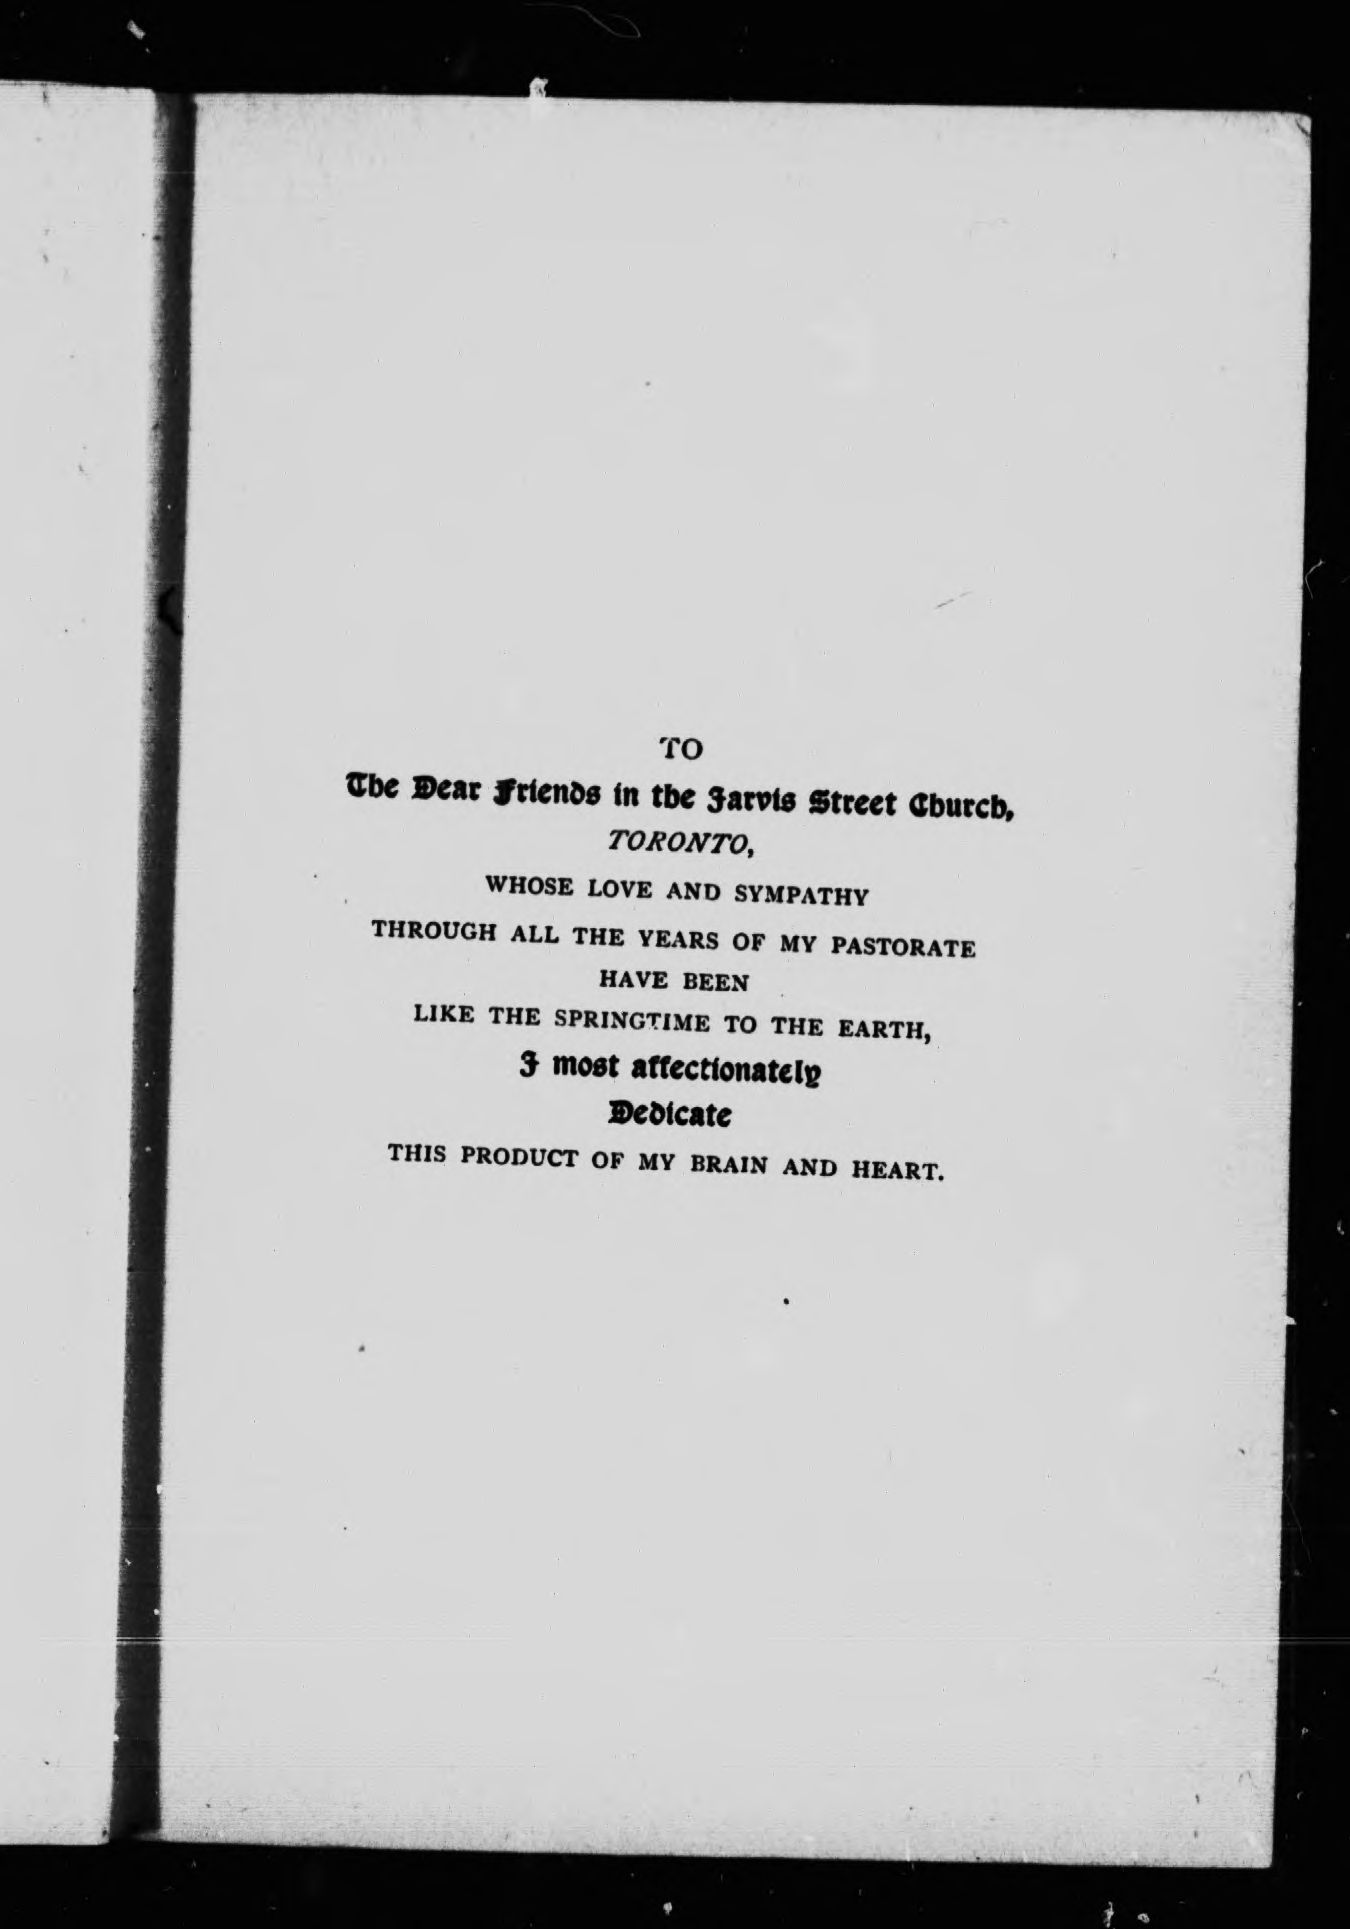 TO
The Dear Friends in the Jarvis Street Church,
TORONTO,
WHOSE LOVE AND SYMPATHY
THROUGH ALL THE YEARS OF MY PASTORATE
HAVE BEEN
LIKE THE SPRINGTIME TO THE EARTH,
I most affectionately
Dedicate
THIS PRODUCT OF MY BRAIN AND HEART.